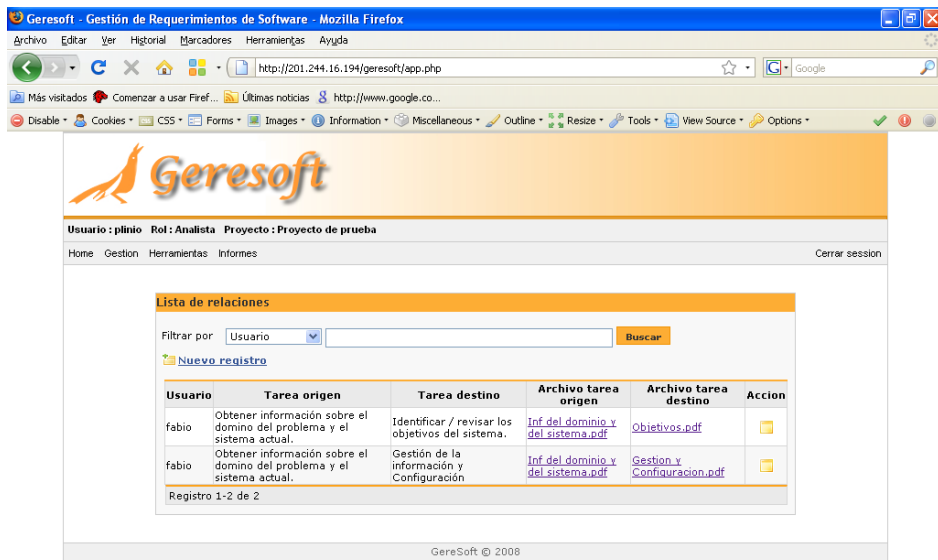 Geresoft - Gestión de Requerimientos de Software - Mozilla Firefox
Archivo Editar Ver Historial Marcadores Herramientas Ayuda
http://201.244.16.194/geresoft/app.php
G Google
Más visitados Comenzar a usar Firef... Últimas noticias http://www.google.co...
Disable Cookies CSS Forms Images Information Miscellaneous Outline Resize Tools View Source Options
Geresoft
Usuario : plinio Rol : Analista Proyecto : Proyecto de prueba
Home Gestion Herramientas Informes Cerrar session
Lista de relaciones
Filtrar por Usuario Buscar
Nuevo registro
Usuario Tarea origen Tarea destino Archivo tarea origen Archivo tarea destino Accion
fabio Obtener información sobre el domino del problema y el sistema actual. Identificar / revisar los objetivos del sistema. Inf del dominio y del sistema.pdf Objetivos.pdf
fabio Obtener información sobre el domino del problema y el sistema actual. Gestión de la información y Configuración Inf del dominio y del sistema.pdf Gestion y Configuracion.pdf
Registro 1-2 de 2
GereSoft © 2008